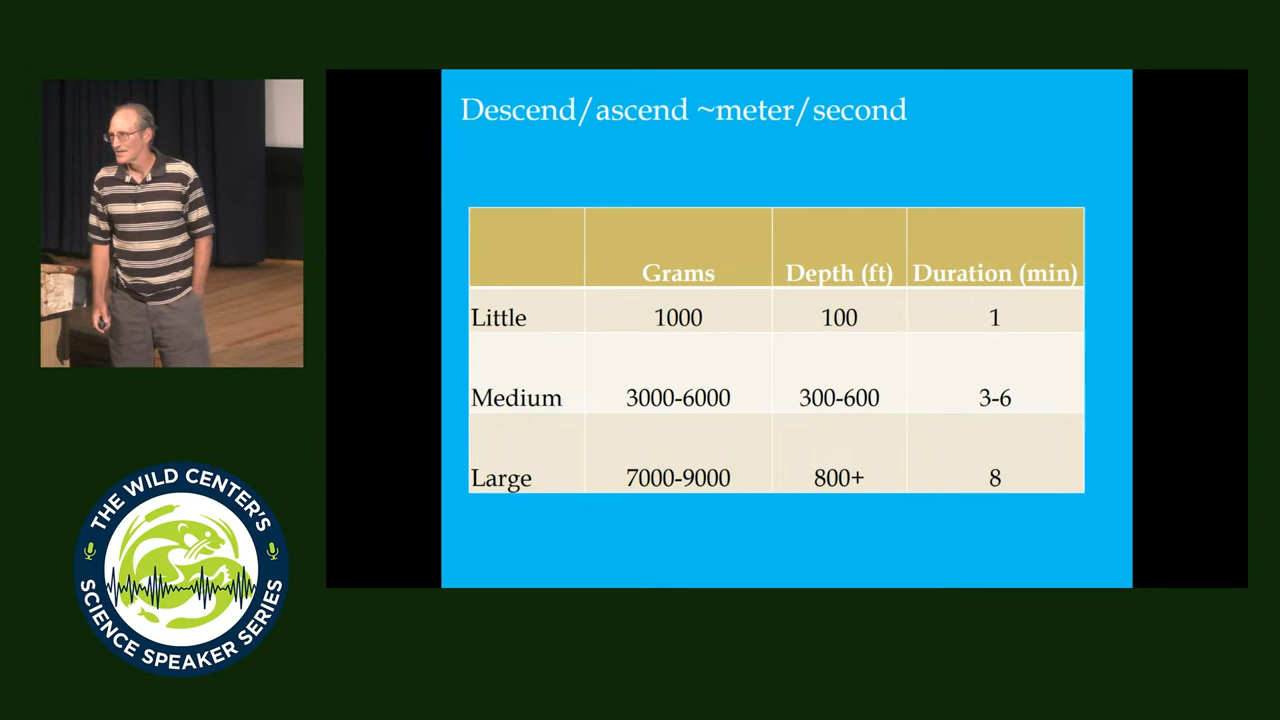 Descend/ascend ~meter/second
Grams Depth (ft) Duration (min)
Little 1000 100 1
Medium 3000-6000 300-600 3-6
Large 7000-9000 800+ 8
THE WILD CENTER'S
SCIENCE SPEAKER SERIES